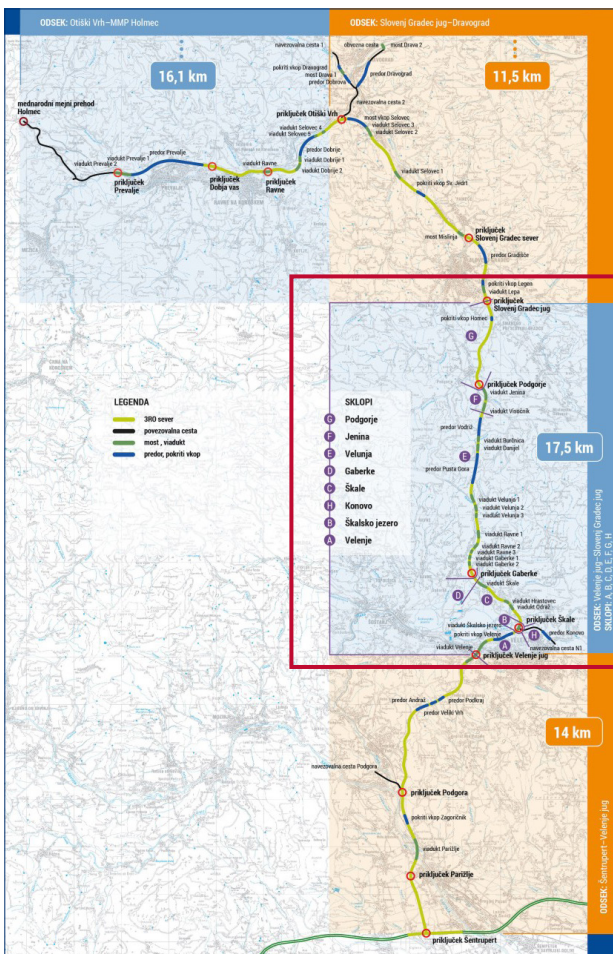 ODSEK: Otiški Vrh–MMP Holmec
ODSEK: Slovenj Gradec jug–Dravograd
16,1 km
11,5 km
navezovalna cesta 1
obvozna cesta
most Drava 2
pokriti vkop Dravograd
most Drava 1
predor Dobrova
predor Dravograd
navezovalna cesta 2
mednarodni mejni prehod
Holmec
priključek Otiški Vrh
most vkop Selovec
viadukt Selovec 3
viadukt Selovec 2
viadukt Selovec 4
viadukt Selovec 5
predor Dobrije
viadukt Dobrije 1
viadukt Dobrije 2
predor Prevalje
viadukt Prevalje 1
viadukt Prevalje 2
viadukt Ravne
priključek
Prevalje
priključek
Dobja vas
priključek
Ravne
PREVALJE
RAVNE NA KOROŠKEM
viadukt Selovec 1
pokriti vkop Sv. Jedrt
most Mislinja
priključek
Slovenj Gradec sever
predor Gradišče
pokriti vkop Legen
viadukt Lepa
priključek
Slovenj Gradec jug
pokriti vkop Homec
G
LEGENDA
3RO sever
povezovalna cesta
most , viadukt
predor, pokriti vkop
SKLOPI
G Podgorje
F Jenina
E Velunja
D Gaberke
C Škale
H Konovo
B Škalsko jezero
A Velenje
priključek Podgorje
F
viadukt Jenina
predor Vodriž
viadukt Barbnica
viadukt Danijel
E
predor Pusta Gora
17,5 km
viadukt Velunja 1
viadukt Velunja 2
viadukt Velunja 3
viadukt Ravne 1
viadukt Ravne 2
viadukt Ravne 3
viadukt Gaberke 1
viadukt Gaberke 2
priključek Gaberke
viadukt Škale
D
C
viadukt Hrastovec
viadukt Škalsko jezero
B
priključek Škale
H
predor Konovo
pokriti vkop Velenje
A
navezovalna cesta N1
viadukt Velenje
priključek Velenje jug
ODSEK: Velenje jug–Slovenj Gradec jug
SKLOPI: A, B, C, D, E, F, G, H
predor Andraž
predor Podkraj
predor Veliki Vrh
14 km
navezovalna cesta Podgora
priključek Podgora
pokriti vkop Zagoričnik
viadukt Parižlje
priključek Parižlje
priključek Šentrupert
ODSEK: Šentrupert–Velenje jug